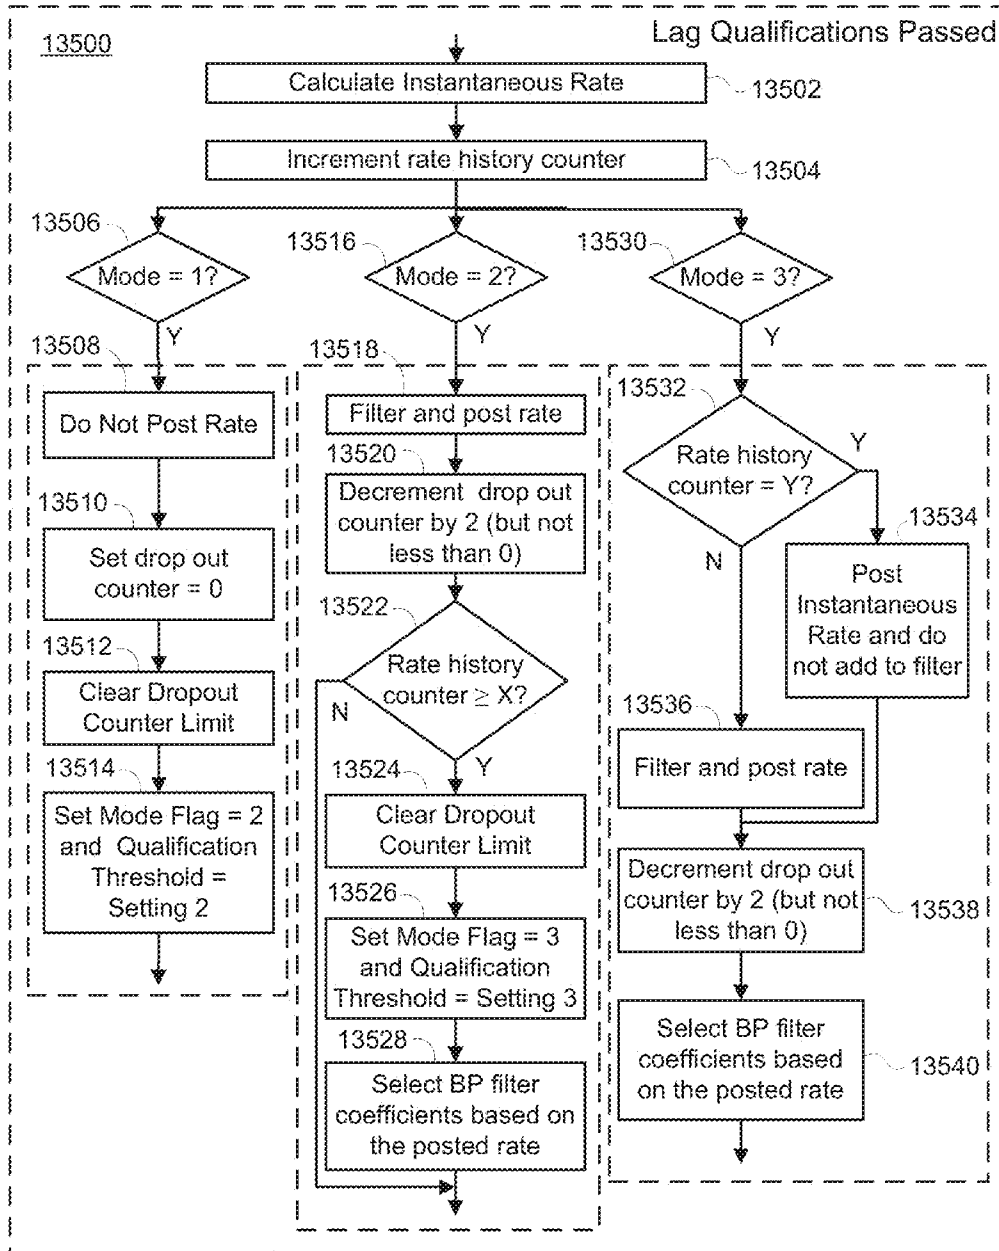 13500
Lag Qualifications Passed
Calculate Instantaneous Rate
13502
Increment rate history counter
13504
13506
Mode = 1?
Y
13508
Do Not Post Rate
13510
Set drop out
counter = 0
13512
Clear Dropout
Counter Limit
13514
Set Mode Flag = 2
and Qualification
Threshold =
Setting 2
13516
Mode = 2?
Y
13518
Filter and post rate
13520
Decrement drop out
counter by 2 (but not
less than 0)
13522
Rate history
counter ≥ X?
N
Y
13524
Clear Dropout
Counter Limit
13526
Set Mode Flag = 3
and Qualification
Threshold = Setting 3
13528
Select BP filter
coefficients based on
the posted rate
13530
Mode = 3?
Y
13532
Rate history
counter = Y?
Y
N
13534
Post
Instantaneous
Rate and do
not add to filter
13536
Filter and post rate
Decrement drop out
counter by 2 (but not
less than 0)
13538
Select BP filter
coefficients based
on the posted rate
13540